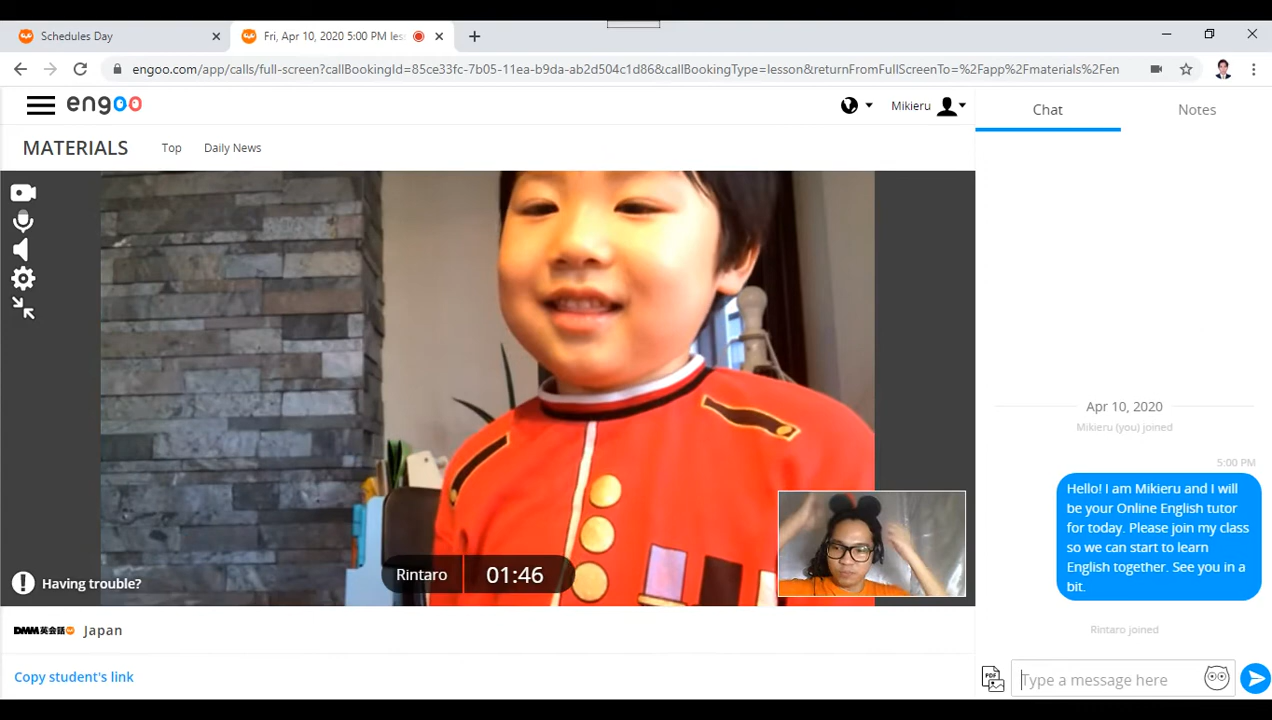 Schedules Day
Fri, Apr 10, 2020 5:00 PM les
engoo.com/app/calls/full-screen?callBookingId=85ce33fc-7b05-11ea-b9da-ab2d504c1d86&callBookingType=lesson&returnFromFullScreenTo=%2Fapp%2Fmaterials%2Fen
engoo
Mikieru
Chat
Notes
MATERIALS
Top
Daily News
Rintaro
01:46
Having trouble?
DMM英会話
Japan
Copy student's link
Apr 10, 2020
Mikieru (you) joined
5:00 PM
Hello! I am Mikieru and I will
be your Online English tutor
for today. Please join my class
so we can start to learn
English together. See you in a
bit.
Rintaro joined
PDF
Type a message here